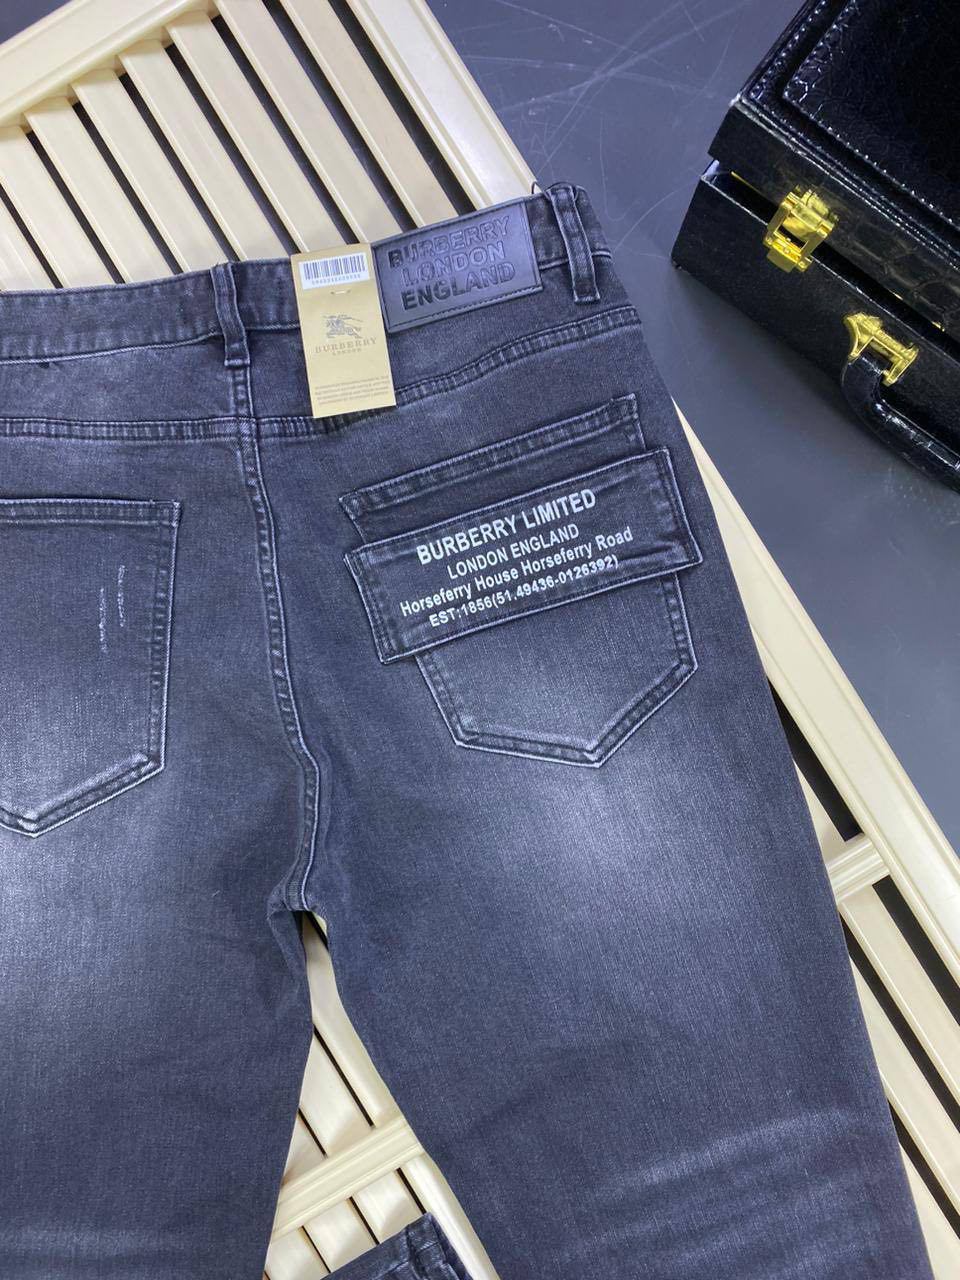 BURBERRY
LONDON
ENGLAND
BURBERRY
LONDON
BURBERRY LIMITED
LONDON ENGLAND
Horseferry House Horseferry Road
EST:1856(51.49436-0126392)